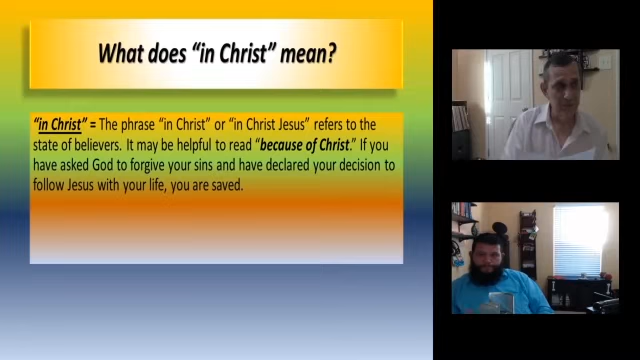 What does “in Christ” mean?
“in Christ” = The phrase “in Christ” or “in Christ Jesus” refers to the
state of believers. It may be helpful to read “because of Christ.” If you
have asked God to forgive your sins and have declared your decision to
follow Jesus with your life, you are saved.